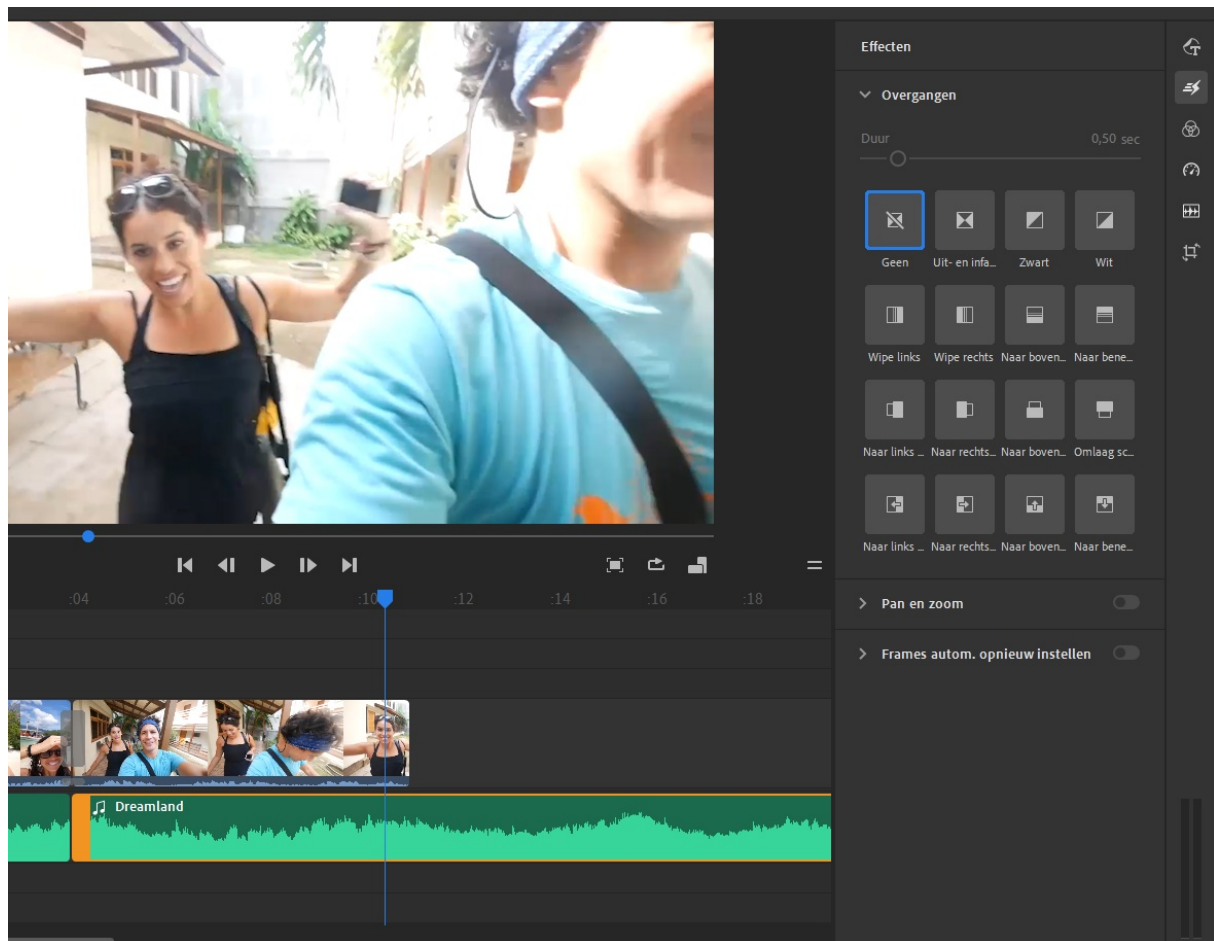 Effecten
Overgangen
Duur 0,50 sec
Geen Uit- en infa... Zwart Wit
Wipe links Wipe rechts Naar boven... Naar bene...
Naar links ... Naar rechts... Naar boven... Omlaag sc...
Naar links ... Naar rechts... Naar boven... Naar bene...
:04 :06 :08 :10 :12 :14 :16 :18
Pan en zoom
Frames autom. opnieuw instellen
Dreamland